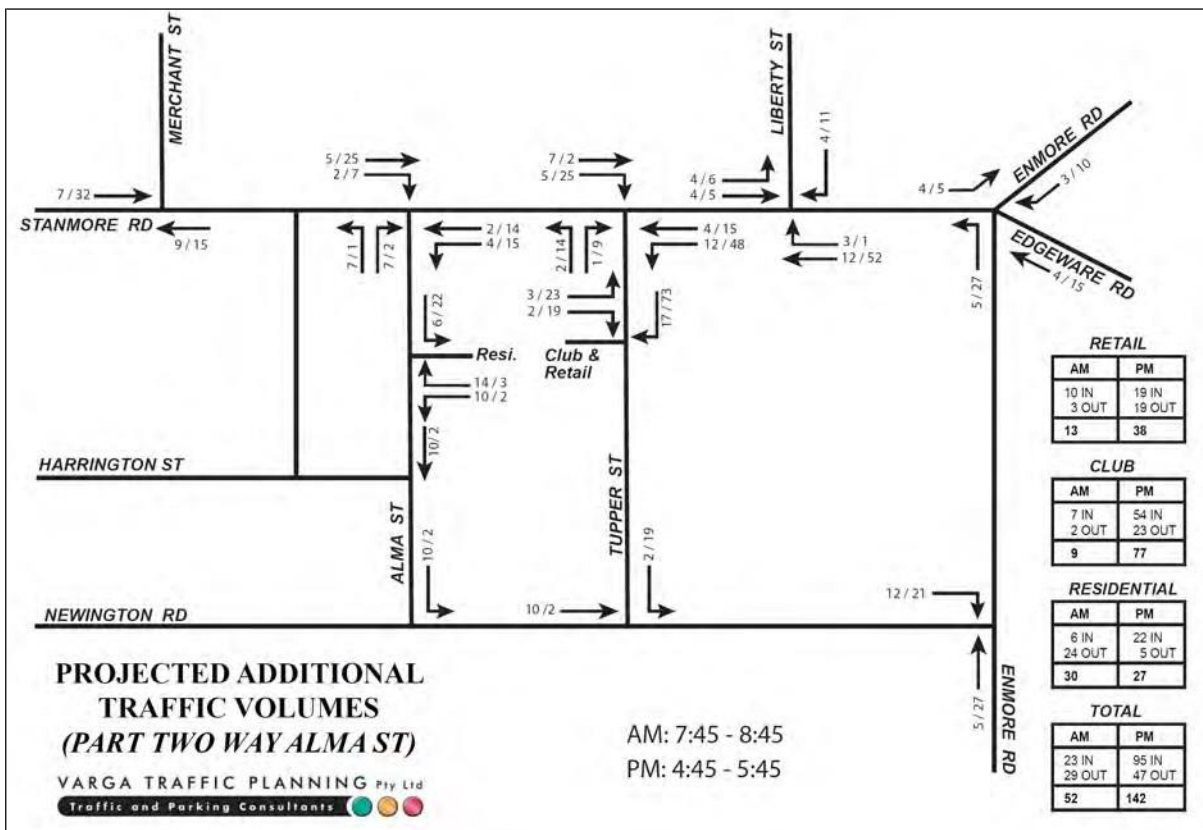 MERCHANT ST
LIBERTY ST
ENMORE RD
4 / 11
5 / 25
2 / 7
7 / 2
5 / 25
4 / 6
4 / 5
4 / 5
3 / 10
7 / 32
STANMORE RD
9 / 15
7 / 1
7 / 2
2 / 14
4 / 15
2 / 14
1 / 9
4 / 15
12 / 48
3 / 1
12 / 52
5 / 27
EDGEWARE RD
4 / 15
6 / 22
3 / 23
2 / 19
17 / 73
Resi.
Club &
Retail
14 / 3
10 / 2
10 / 2
HARRINGTON ST
ALMA ST
TUPPER ST
10 / 2
2 / 19
10 / 2
12 / 21
NEWINGTON RD
5 / 27
ENMORE RD
RETAIL
AM PM
10 IN 19 IN
3 OUT 19 OUT
13 38
CLUB
AM PM
7 IN 54 IN
2 OUT 23 OUT
9 77
RESIDENTIAL
AM PM
6 IN 22 IN
24 OUT 5 OUT
30 27
TOTAL
AM PM
23 IN 95 IN
29 OUT 47 OUT
52 142
PROJECTED ADDITIONAL
TRAFFIC VOLUMES
(PART TWO WAY ALMA ST)
VARGA TRAFFIC PLANNING Pty Ltd
Traffic and Parking Consultants
AM: 7:45 - 8:45
PM: 4:45 - 5:45